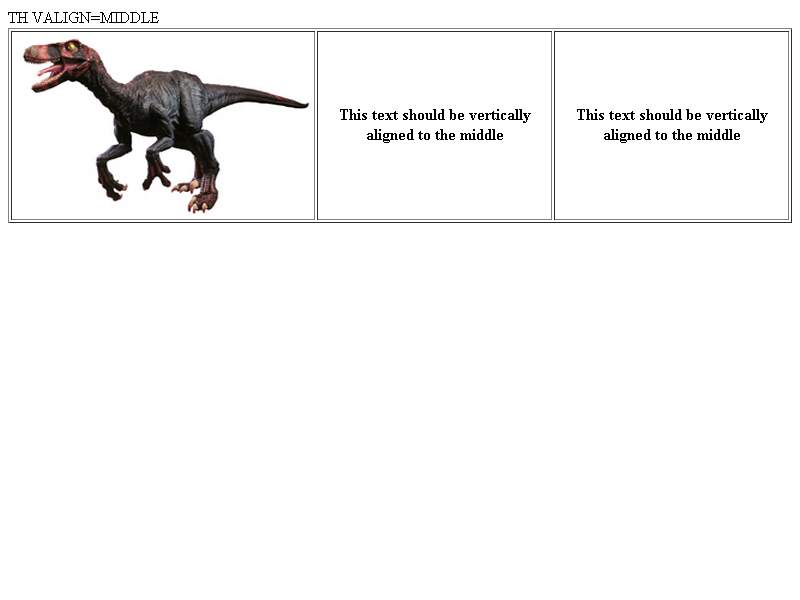 TH VALIGN=MIDDLE
This text should be vertically
aligned to the middle
This text should be vertically
aligned to the middle